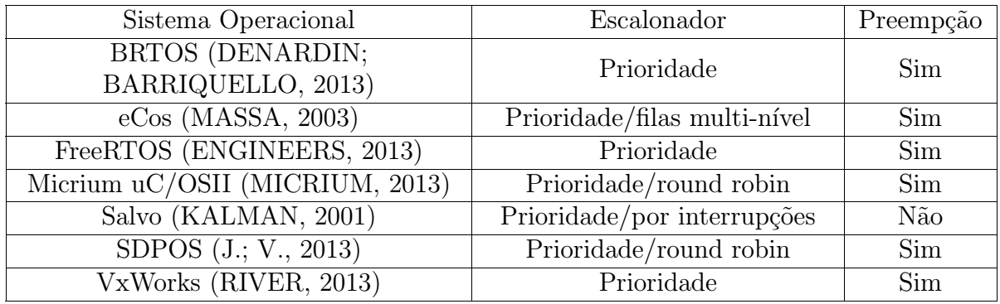 Sistema Operacional Escalonador Preempção
BRTOS (DENARDIN;
BARRIQUELLO, 2013) Prioridade Sim
eCos (MASSA, 2003) Prioridade/filas multi-nível Sim
FreeRTOS (ENGINEERS, 2013) Prioridade Sim
Micrium uC/OSII (MICRIUM, 2013) Prioridade/round robin Sim
Salvo (KALMAN, 2001) Prioridade/por interrupções Não
SDPOS (J.; V., 2013) Prioridade/round robin Sim
VxWorks (RIVER, 2013) Prioridade Sim